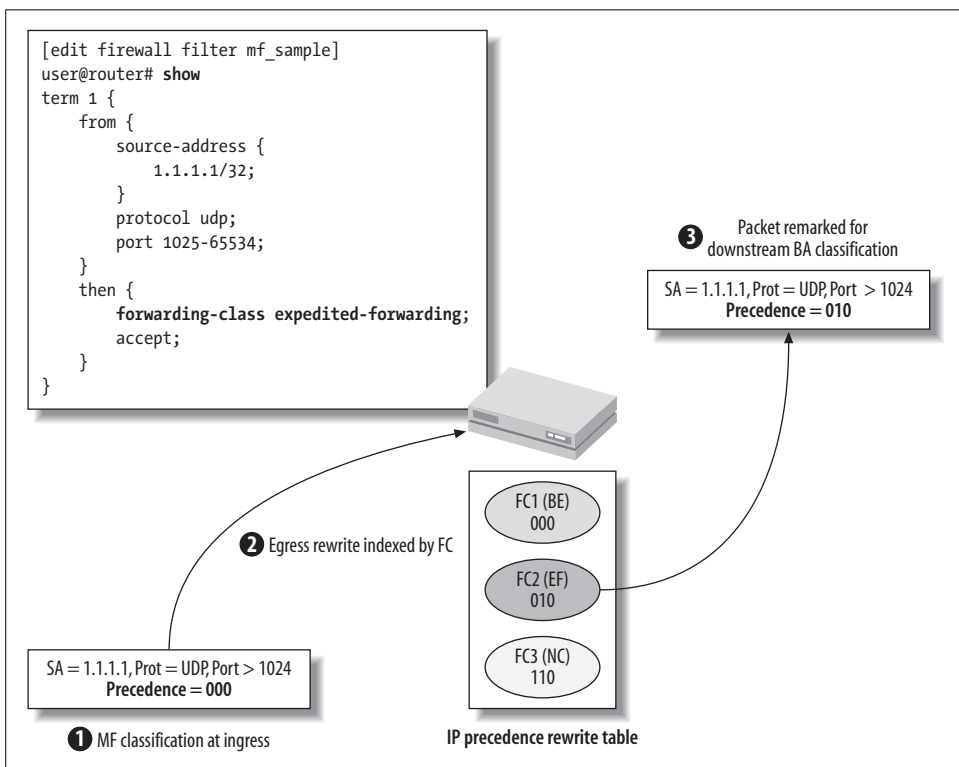 [edit firewall filter mf_sample]
user@router# show
term 1 {
    from {
        source-address {
            1.1.1.1/32;
        }
        protocol udp;
        port 1025-65534;
    }
    then {
        forwarding-class expedited-forwarding;
        accept;
    }
}
3 Packet remarked for
downstream BA classification
SA = 1.1.1.1, Prot = UDP, Port > 1024
Precedence = 010
2 Egress rewrite indexed by FC
FC1 (BE)
000
FC2 (EF)
010
FC3 (NC)
110
IP precedence rewrite table
SA = 1.1.1.1, Prot = UDP, Port > 1024
Precedence = 000
1 MF classification at ingress